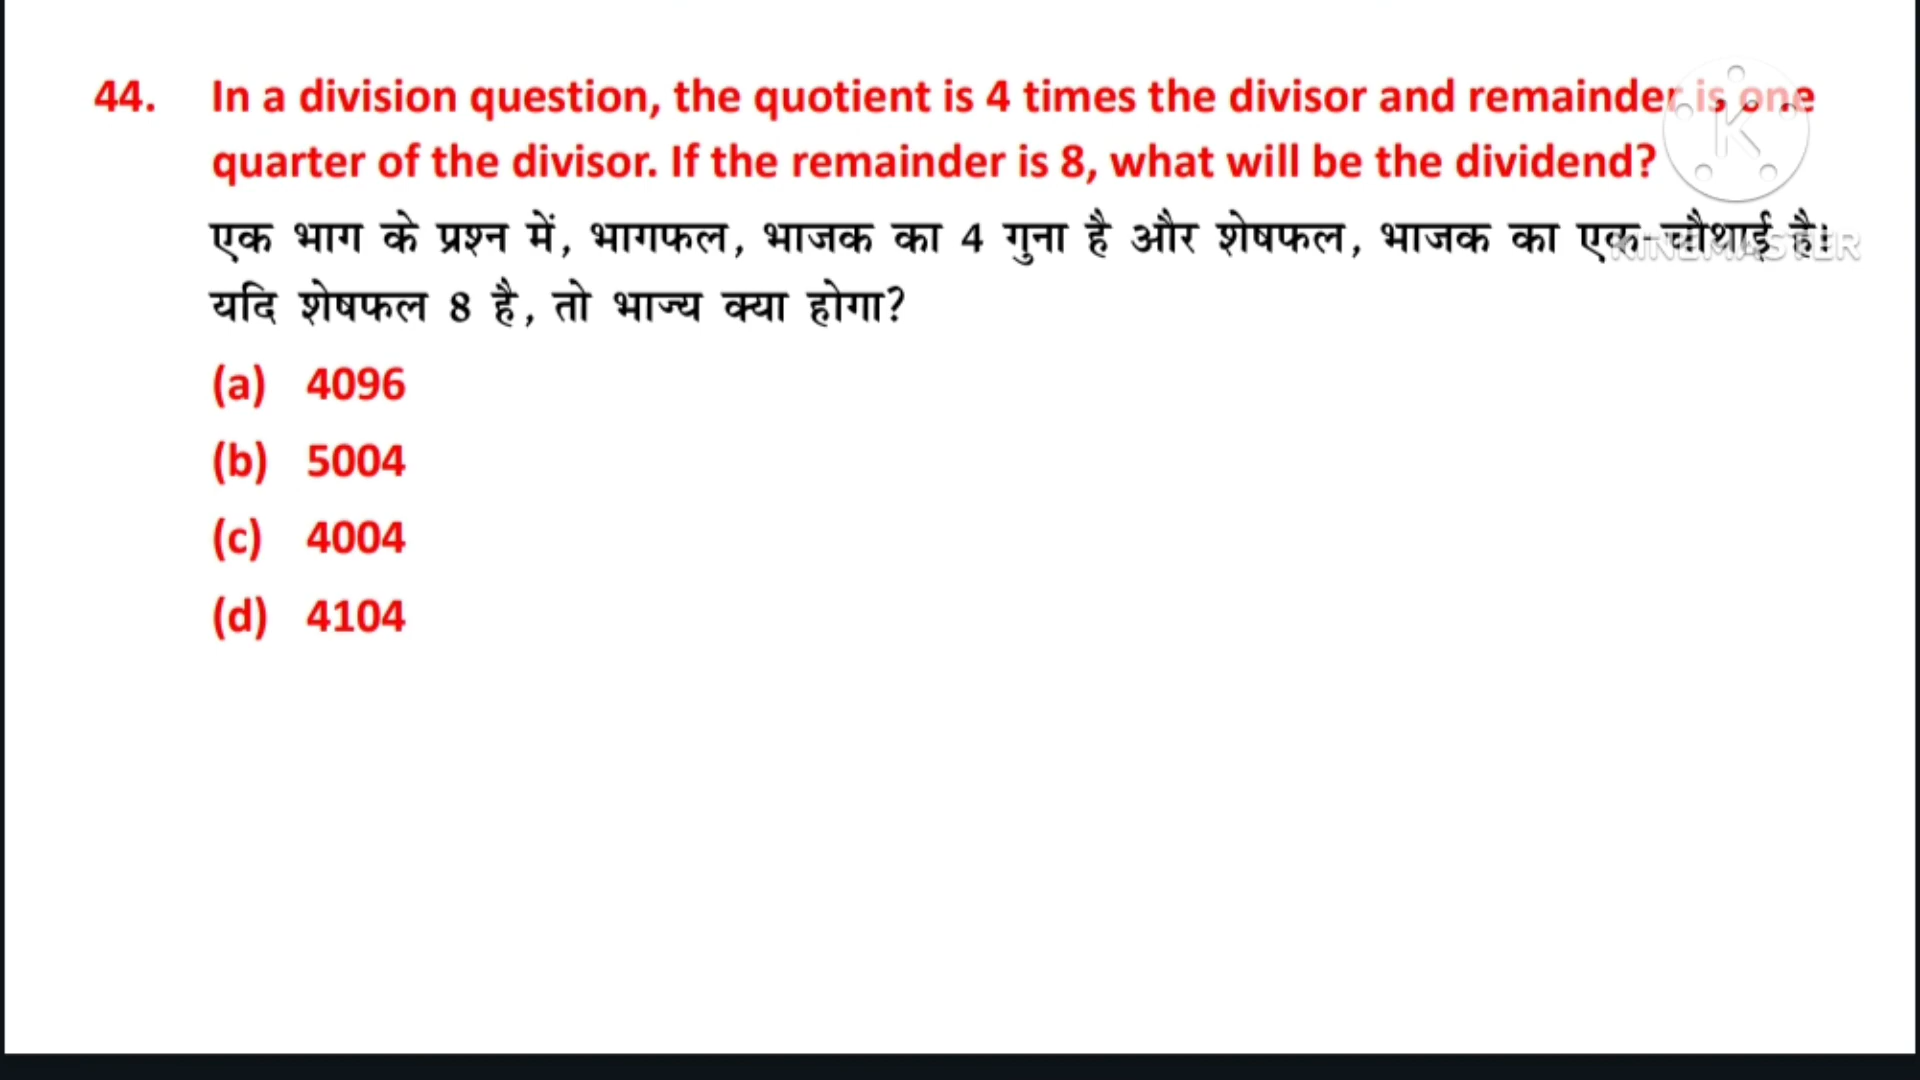 44. In a division question, the quotient is 4 times the divisor and remainder is one
quarter of the divisor. If the remainder is 8, what will be the dividend?
एक भाग के प्रश्न में, भागफल, भाजक का 4 गुना है और शेषफल, भाजक का एक-चौथाई है।
यदि शेषफल 8 है, तो भाज्य क्या होगा?
(a) 4096
(b) 5004
(c) 4004
(d) 4104
K
KINEMASTER